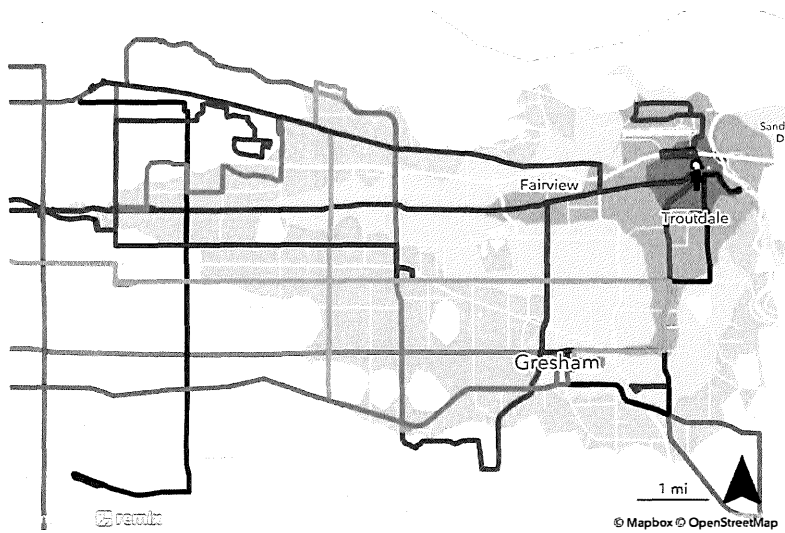 Sand
D
Fairview
Troutdale
Gresham
1 mi
remix
© Mapbox © OpenStreetMap